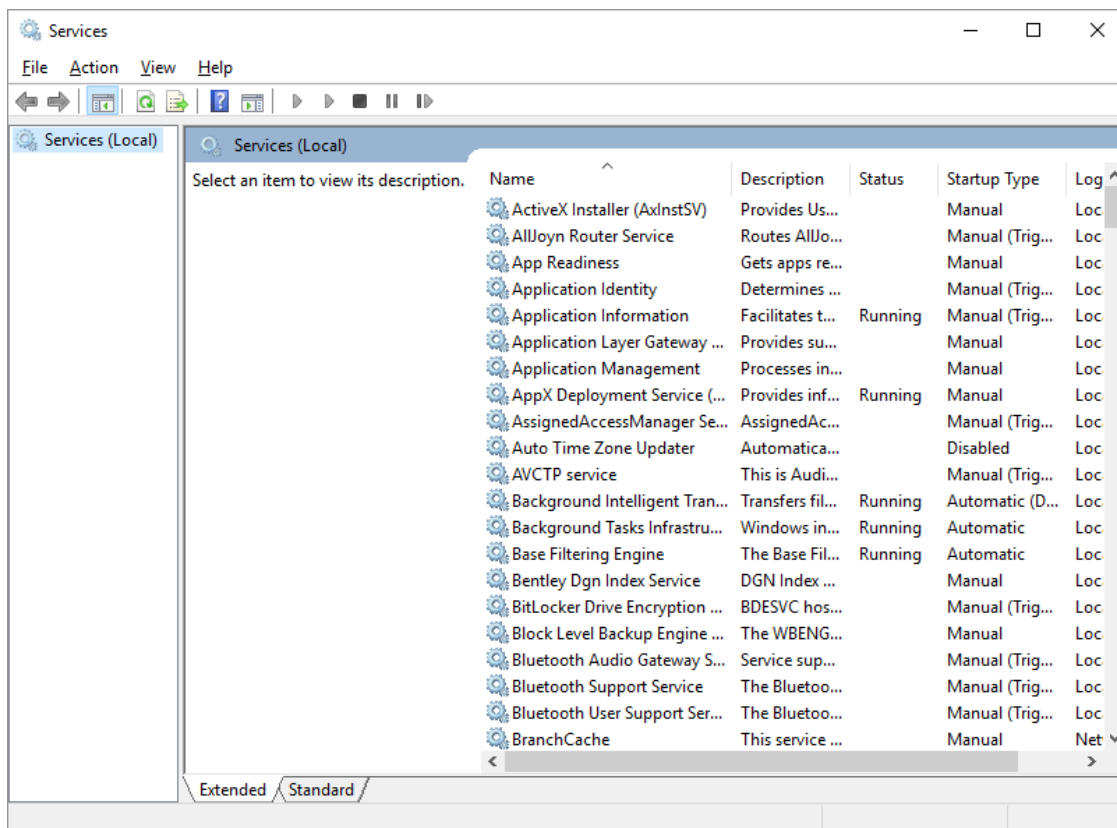 Services
File Action View Help
Services (Local)
Services (Local)
Select an item to view its description.
Name Description Status Startup Type Log
ActiveX Installer (AxInstSV) Provides Us... Manual Loc
AllJoyn Router Service Routes AllJo... Manual (Trig... Loc
App Readiness Gets apps re... Manual Loc
Application Identity Determines ... Manual (Trig... Loc
Application Information Facilitates t... Running Manual (Trig... Loc
Application Layer Gateway ... Provides su... Manual Loc
Application Management Processes in... Manual Loc
AppX Deployment Service (... Provides inf... Running Manual Loc
AssignedAccessManager Se... AssignedAc... Manual (Trig... Loc
Auto Time Zone Updater Automatica... Disabled Loc
AVCTP service This is Audi... Manual (Trig... Loc
Background Intelligent Tran... Transfers fil... Running Automatic (D... Loc
Background Tasks Infrastru... Windows in... Running Automatic Loc
Base Filtering Engine The Base Fil... Running Automatic Loc
Bentley Dgn Index Service DGN Index ... Manual Loc
BitLocker Drive Encryption ... BDESVC hos... Manual (Trig... Loc
Block Level Backup Engine ... The WBENG... Manual Loc
Bluetooth Audio Gateway S... Service sup... Manual (Trig... Loc
Bluetooth Support Service The Bluetoo... Manual (Trig... Loc
Bluetooth User Support Ser... The Bluetoo... Manual (Trig... Loc
BranchCache This service ... Manual Net
Extended Standard